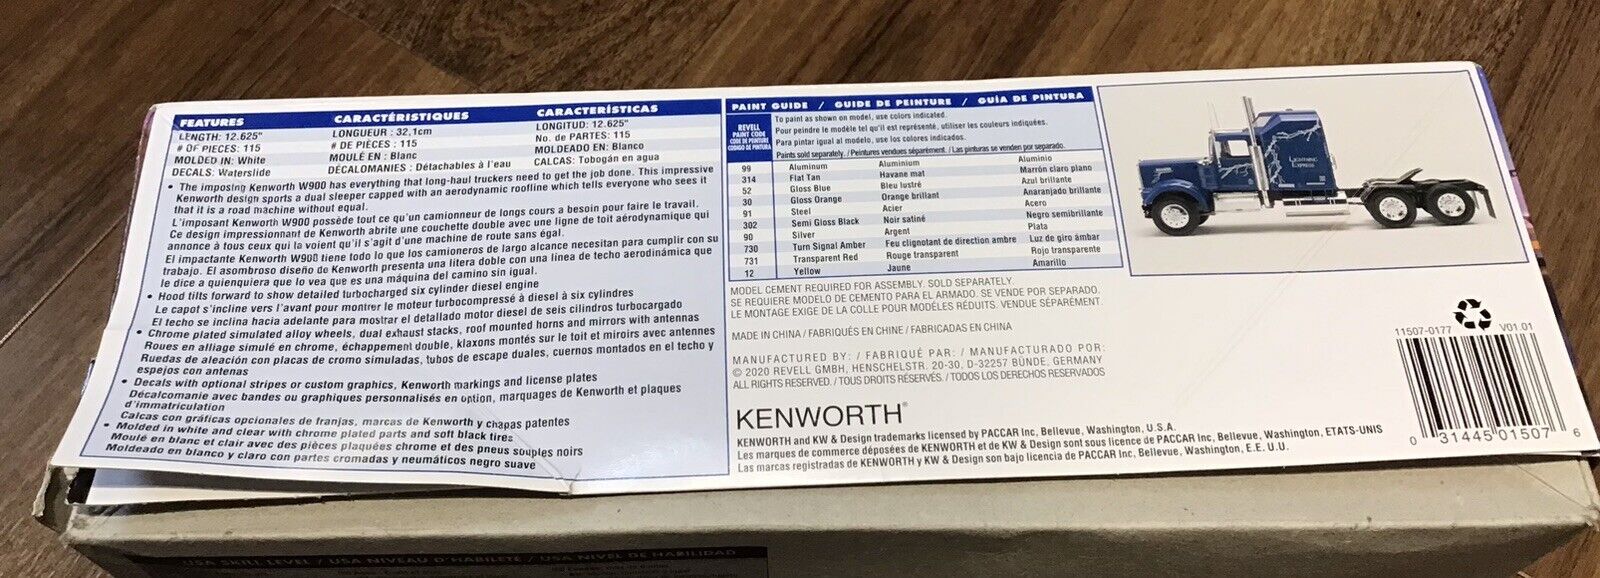 FEATURES
LENGTH: 12.625"
# OF PIECES: 115
MOLDED IN: White
DECALS: Waterslide
CARACTÉRISTIQUES
LONGUEUR : 32,1cm
# DE PIÈCES : 115
MOULÉ EN : Blanc
DÉCALOMANIES : Détachables à l'eau
CARACTERÍSTICAS
LONGITUD: 12.625"
No. de PARTES: 115
MOLDEADO EN: Blanco
CALCAS: Tobogán en agua
• The imposing Kenworth W900 has everything that long-haul truckers need to get the job done. This impressive
Kenworth design sports a dual sleeper capped with an aerodynamic roofline which tells everyone who sees it
that it is a road machine without equal.
L'imposant Kenworth W900 possède tout ce qu'un camionneur de longs cours a besoin pour faire le travail.
Ce design impressionnant de Kenworth abrite une couchette double avec une ligne de toit aérodynamique qui
annonce à tous ceux qui la voient qu'il s'agit d'une machine de route sans égal.
El impactante Kenworth W900 tiene todo lo que los camioneros de largo alcance necesitan para cumplir con su
trabajo. El asombroso diseño de Kenworth presenta una litera doble con una línea de techo aerodinámica que
le dice a quienquiera que lo vea que es una máquina del camino sin igual.
• Hood tilts forward to show detailed turbocharged six cylinder diesel engine
Le capot s'incline vers l'avant pour montrer le moteur turbocompressé à diesel à six cylindres
El techo se inclina hacia adelante para mostrar el detallado motor diesel de seis cilindros turbocargado
• Chrome plated simulated alloy wheels, dual exhaust stacks, roof mounted horns and mirrors with antennas
Roues en alliage simulé en chrome, échappement double, klaxons montés sur le toit et miroirs avec antennes
Ruedas de aleación con placas de cromo simuladas, tubos de escape duales, cuernos montados en el techo y
espejos con antenas
• Decals with optional stripes or custom graphics, Kenworth markings and license plates
Décalcomanie avec bandes ou graphiques personnalisés en option, marquages de Kenworth et plaques
d'immatriculation
Calcas con gráficas opcionales de franjas, marcas de Kenworth y chapas patentes
• Molded in white and clear with chrome plated parts and soft black tires
Moulé en blanc et clair avec des pièces plaquées chrome et des pneus souples noirs
Moldeado en blanco y claro con partes cromadas y neumáticos negro suave
PAINT GUIDE / GUIDE DE PEINTURE / GUÍA DE PINTURA
REVELL
PAINT CODE
CODE DE PEINTURE
CODIGO DE PINTURA
To paint as shown on model, use colors indicated.
Pour peindre le modèle tel qu'il est représenté, utiliser les couleurs indiquées.
Para pintar igual al modelo, use los colores indicados.
Paints sold separately. / Peintures vendues séparément. / Las pinturas se venden por separado.
99 Aluminum Aluminium Aluminio
314 Flat Tan Havane mat Marrón claro plano
52 Gloss Blue Bleu lustré Azul brillante
30 Gloss Orange Orange brillant Anaranjado brillante
91 Steel Acier Acero
302 Semi Gloss Black Noir satiné Negro semibrillante
90 Silver Argent Plata
730 Turn Signal Amber Feu clignotant de direction ambre Luz de giro ámbar
731 Transparent Red Rouge transparent Rojo transparente
12 Yellow Jaune Amarillo
MODEL CEMENT REQUIRED FOR ASSEMBLY. SOLD SEPARATELY.
SE REQUIERE MODELO DE CEMENTO PARA EL ARMADO. SE VENDE POR SEPARADO.
LE MONTAGE EXIGE DE LA COLLE POUR MODÈLES RÉDUITS. VENDUE SÉPARÉMENT.
MADE IN CHINA / FABRIQUÉS EN CHINE / FABRICADAS EN CHINA
MANUFACTURED BY: / FABRIQUÉ PAR: / MANUFACTURADO POR:
© 2020 REVELL GMBH, HENSCHELSTR. 20-30, D-32257 BÜNDE, GERMANY
ALL RIGHTS RESERVED. / TOUS DROITS RÉSERVÉS. / TODOS LOS DERECHOS RESERVADOS
KENWORTH®
KENWORTH and KW & Design trademarks licensed by PACCAR Inc, Bellevue, Washington, U.S.A.
Les marques de commerce déposées de KENWORTH et de KW & Design sont sous licence de PACCAR Inc, Bellevue, Washington, ETATS-UNIS
Las marcas registradas de KENWORTH y KW & Design son bajo licencia de PACCAR Inc, Bellevue, Washington, E.E. U.U.
LIGHTNING
EXPRESS
11507-0177 V01.01
0 31445 01507 6
USA SKILL LEVEL / USA NIVEAU D'HABILETÉ / USA NIVEL DE HABILIDAD